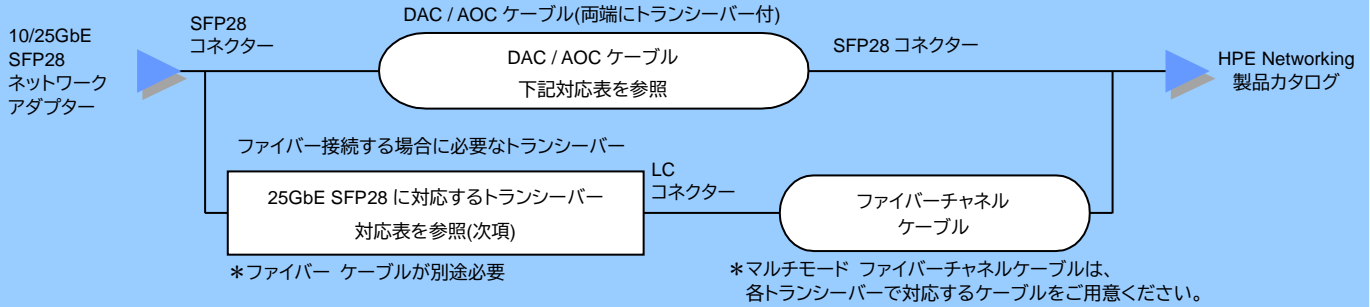 10/25GbE
SFP28
ネットワーク
アダプター
SFP28
コネクター
DAC / AOC ケーブル(両端にトランシーバー付)
DAC / AOC ケーブル
下記対応表を参照
SFP28 コネクター
HPE Networking
製品カタログ
ファイバー接続する場合に必要なトランシーバー
25GbE SFP28 に対応するトランシーバー
対応表を参照(次項)
LC
コネクター
ファイバーチャネル
ケーブル
＊ファイバー ケーブルが別途必要
＊マルチモード ファイバーチャネルケーブルは、
各トランシーバーで対応するケーブルをご用意ください。